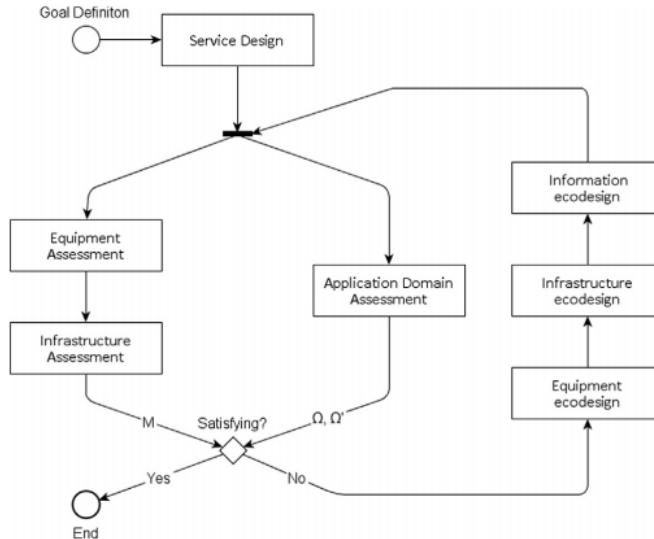 Goal Definiton
Service Design
Information
ecodesign
Equipment
Assessment
Application Domain
Assessment
Infrastructure
ecodesign
Infrastructure
Assessment
Equipment
ecodesign
M
Satisfying?
Ω, Ω'
Yes
No
End